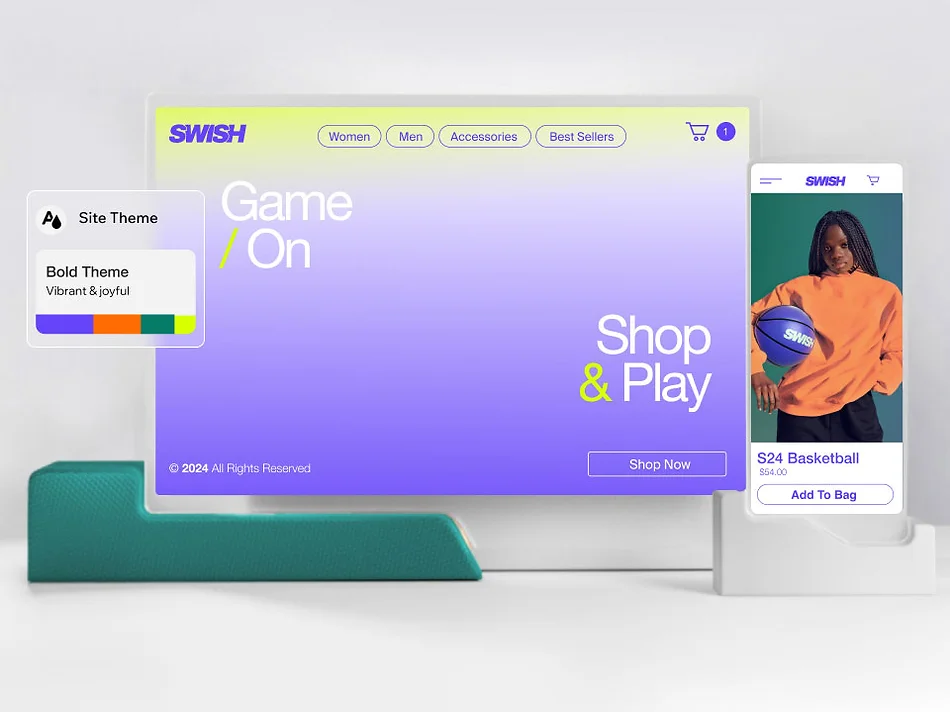 SWISH
Women
Men
Accessories
Best Sellers
1
Game
/ On
Shop
& Play
© 2024 All Rights Reserved
Shop Now
Site Theme
Bold Theme
Vibrant & joyful
SWISH
SWISH
S24 Basketball
$54.00
Add To Bag